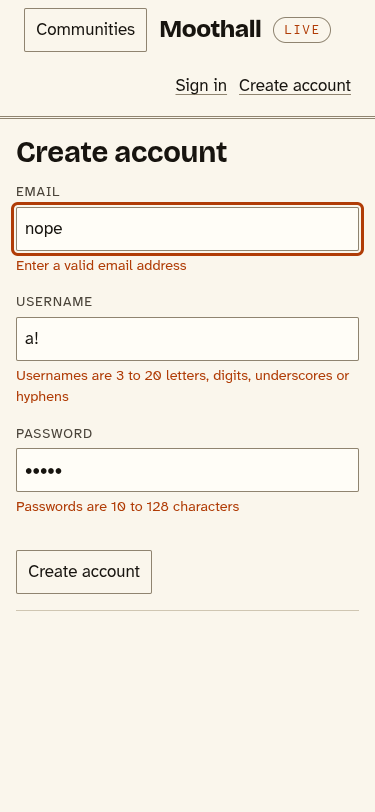 Communities Moothall LIVE
Sign in Create account
Create account
EMAIL
nope
Enter a valid email address
USERNAME
a!
Usernames are 3 to 20 letters, digits, underscores or
hyphens
PASSWORD
•••••
Passwords are 10 to 128 characters
Create account